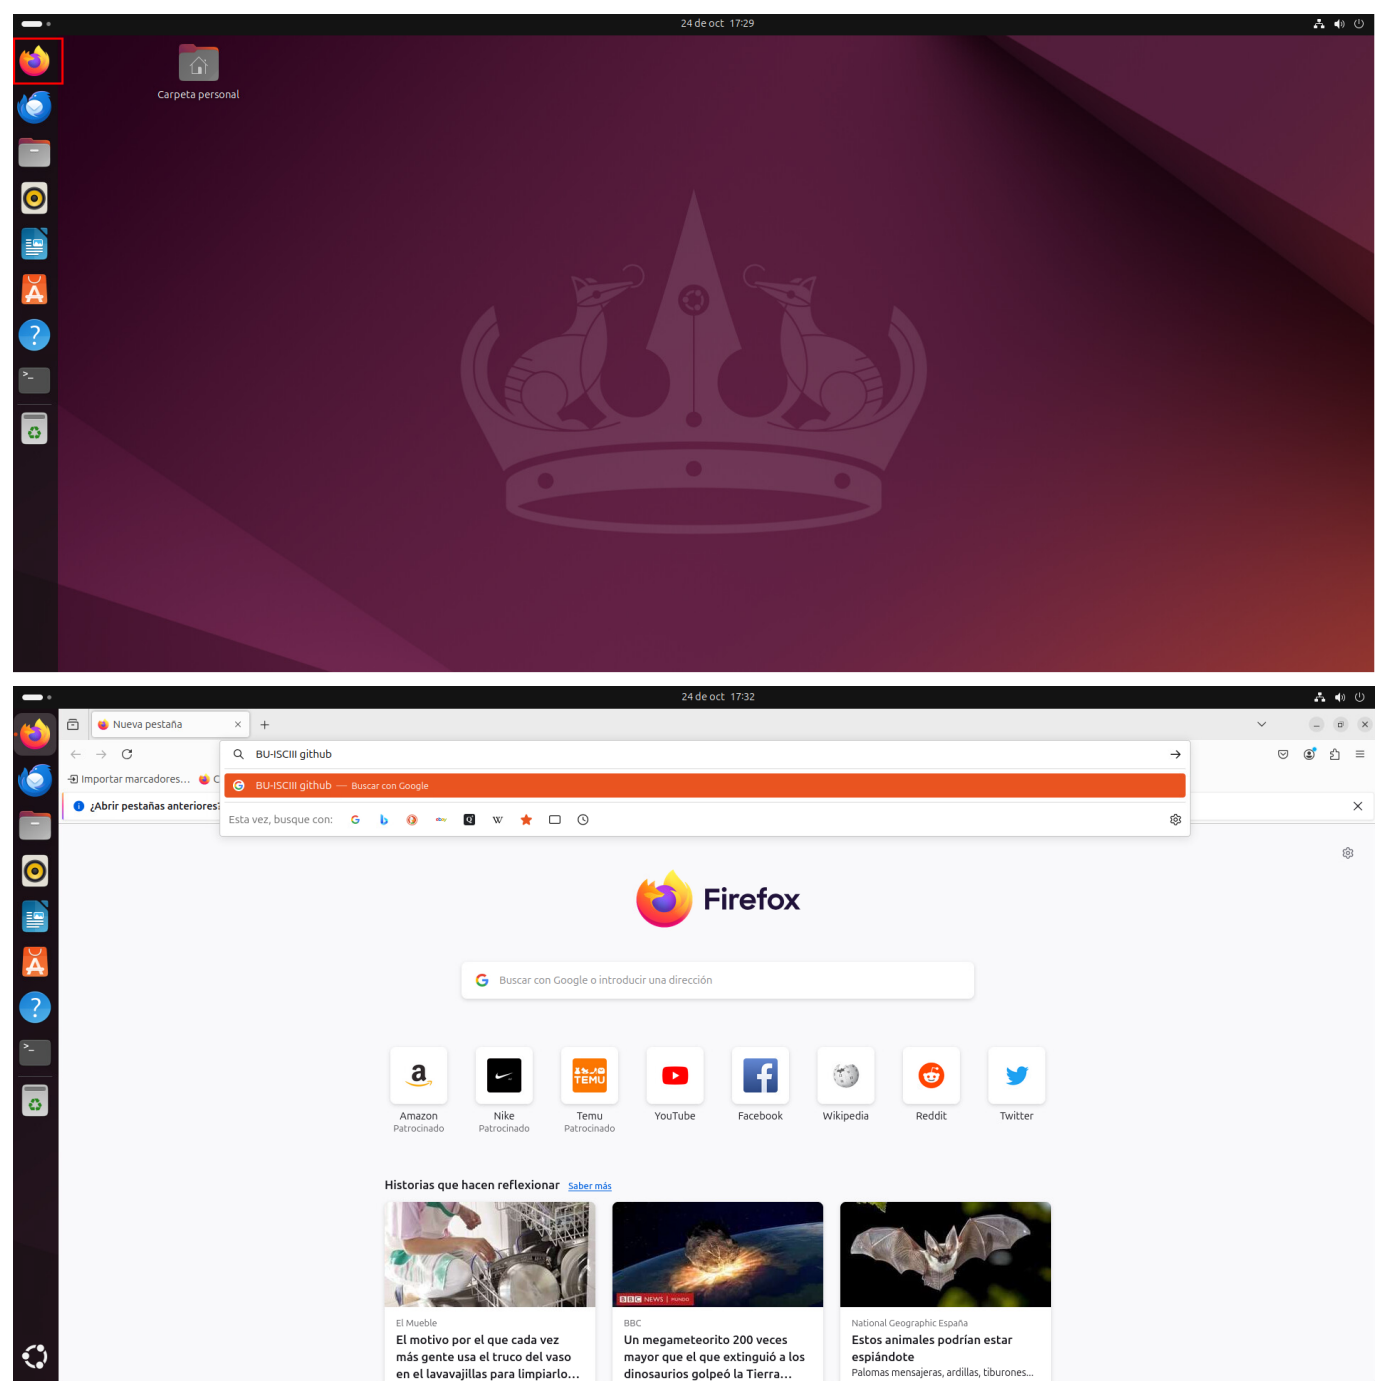 24 de oct 17:29
Carpeta personal
24 de oct 17:32
Nueva pestaña
BU-ISCIII github
Importar marcadores...
C
BU-ISCIII github — Buscar con Google
¿Abrir pestañas anteriores?
Esta vez, busque con:
Firefox
Buscar con Google o introducir una dirección
TEMU
Amazon
Patrocinado
Nike
Patrocinado
Temu
Patrocinado
YouTube
Facebook
Wikipedia
Reddit
Twitter
Historias que hacen reflexionar Saber más
BBC NEWS | MUNDO
El Mueble
El motivo por el que cada vez
más gente usa el truco del vaso
en el lavavajillas para limpiarlo...
BBC
Un megameteorito 200 veces
mayor que el que extinguió a los
dinosaurios golpeó la Tierra...
National Geographic España
Estos animales podrían estar
espiándote
Palomas mensajeras, ardillas, tiburones...